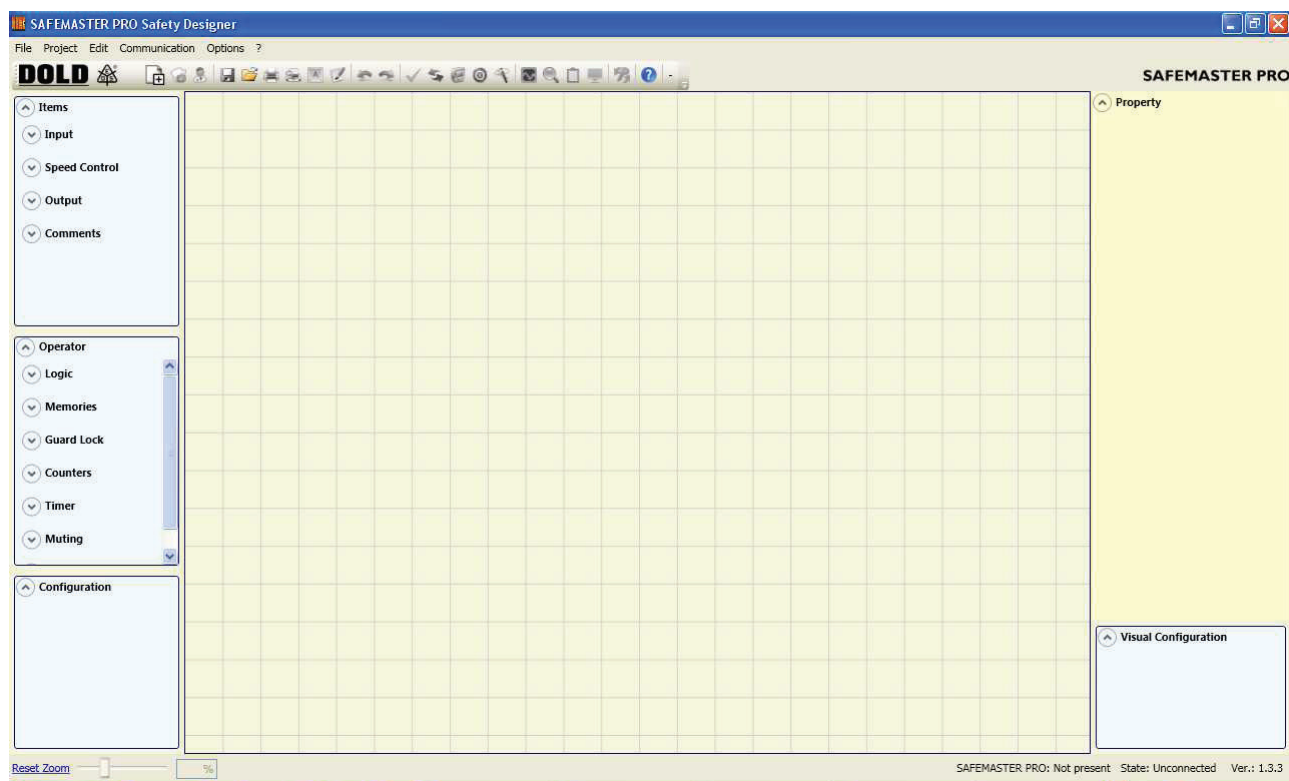 SAFEMASTER PRO Safety Designer
File Project Edit Communication Options ?
DOLD
SAFEMASTER PRO
Items
Input
Speed Control
Output
Comments
Operator
Logic
Memories
Guard Lock
Counters
Timer
Muting
Configuration
Property
Visual Configuration
Reset Zoom
%
SAFEMASTER PRO: Not present State: Unconnected Ver.: 1.3.3